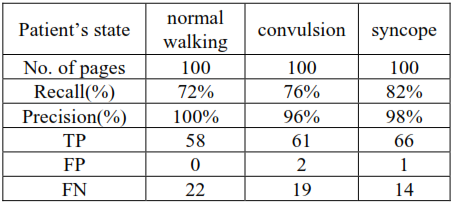 Patient's state normal walking convulsion syncope
No. of pages 100 100 100
Recall(%) 72% 76% 82%
Precision(%) 100% 96% 98%
TP 58 61 66
FP 0 2 1
FN 22 19 14